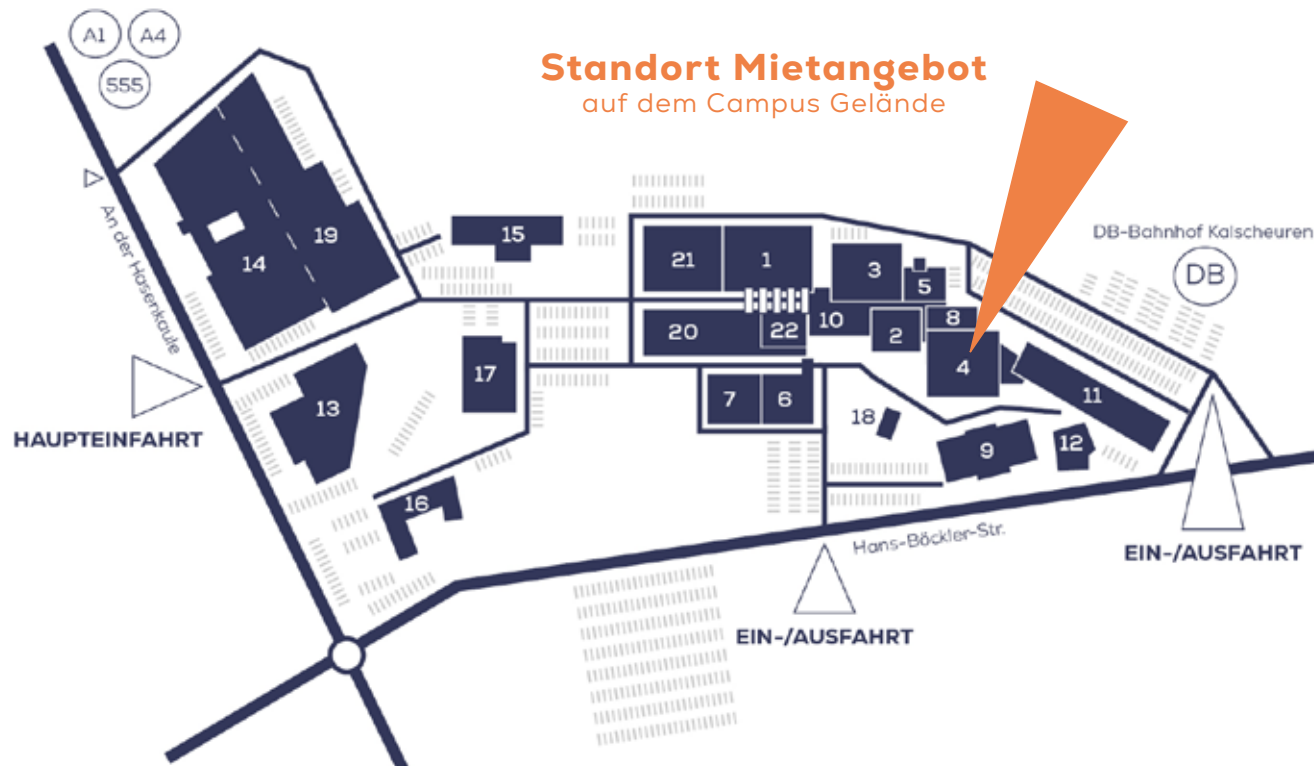 A1 A4
555
Standort Mietangebot
auf dem Campus Gelände
An der Hasenkaule
DB-Bahnhof Kalscheuren
DB
19
14
15
21
1
3
5
10
8
20
22
2
4
17
7
6
11
13
18
9
12
16
HAUPTEINFAHRT
Hans-Böckler-Str.
EIN-/AUSFAHRT
EIN-/AUSFAHRT